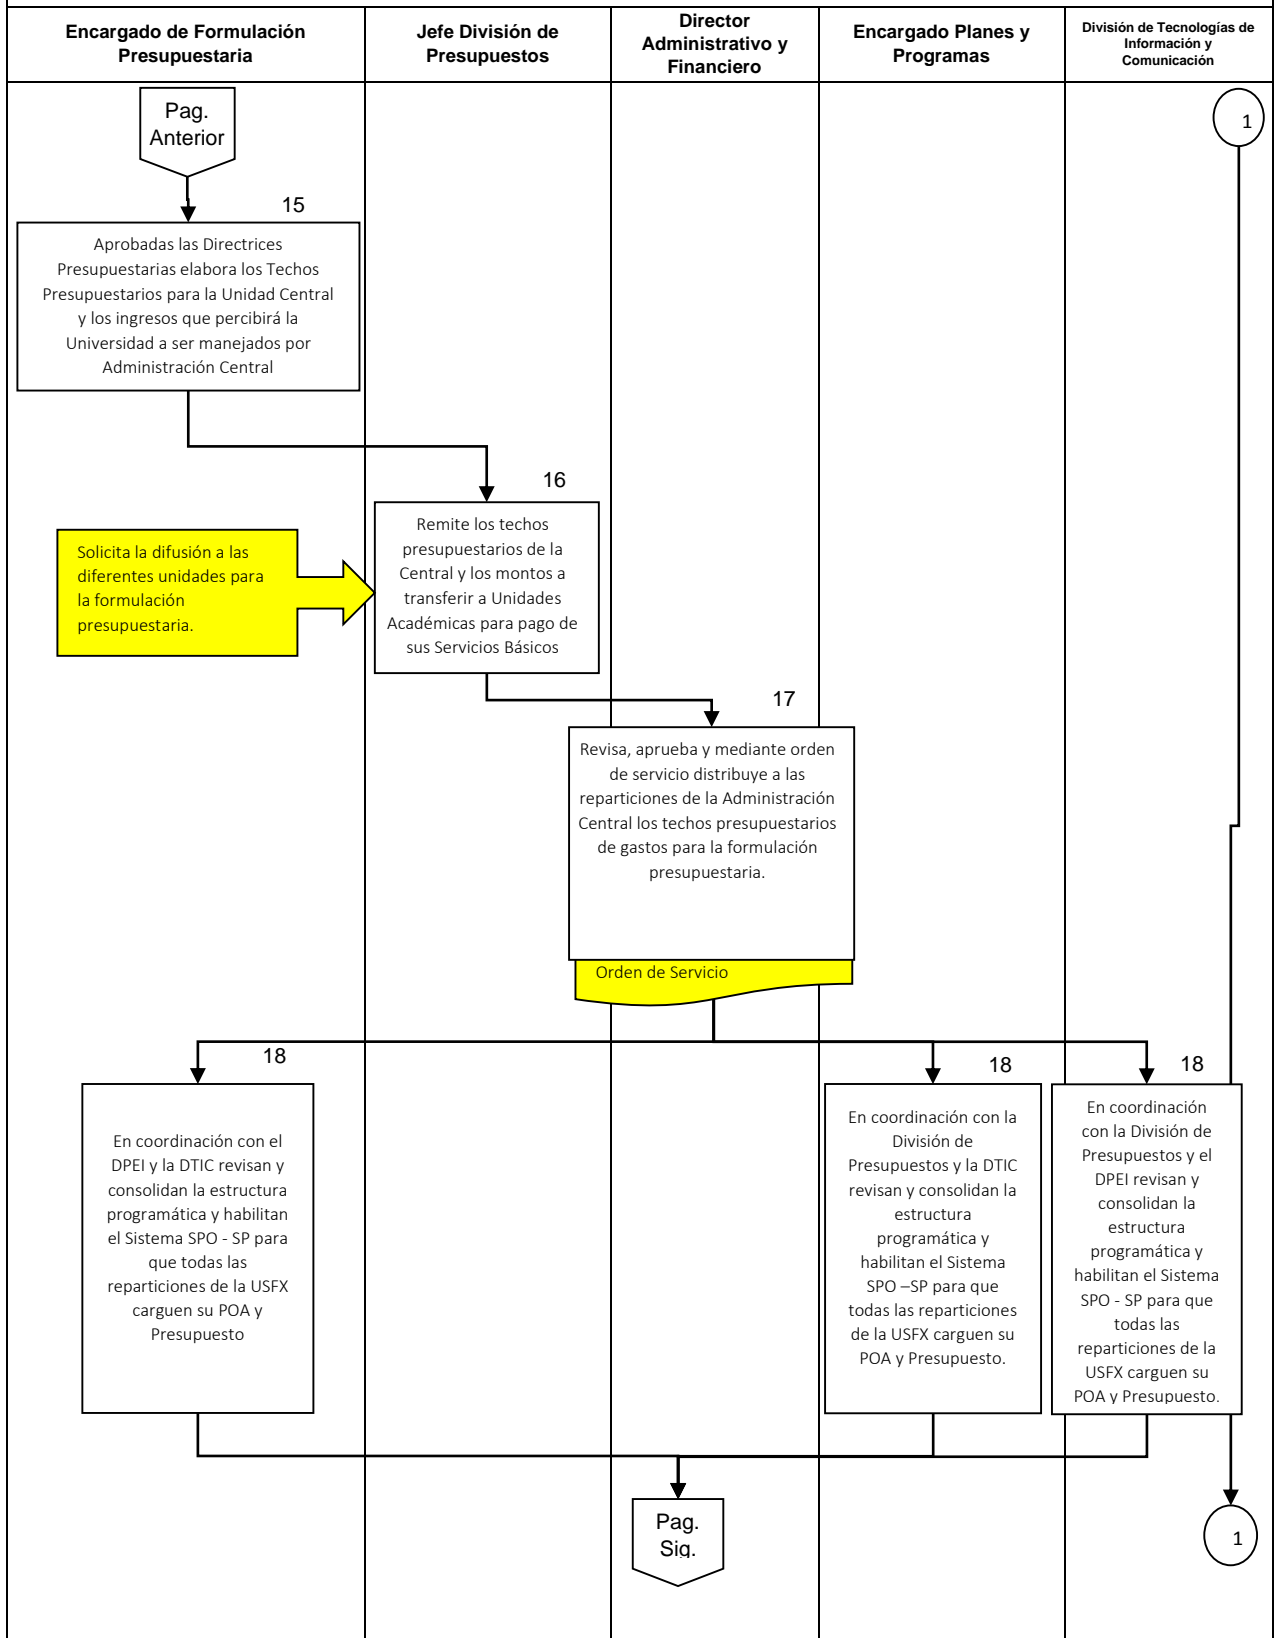 Encargado de Formulación
Presupuestaria
Jefe División de
Presupuestos
Director
Administrativo y
Financiero
Encargado Planes y
Programas
División de Tecnologías de
Información y
Comunicación
Pag.
Anterior
1
15
Aprobadas las Directrices
Presupuestarias elabora los Techos
Presupuestarios para la Unidad Central
y los ingresos que percibirá la
Universidad a ser manejados por
Administración Central
16
Remite los techos
presupuestarios de la
Central y los montos a
transferir a Unidades
Académicas para pago de
sus Servicios Básicos
Solicita la difusión a las
diferentes unidades para
la formulación
presupuestaria.
17
Revisa, aprueba y mediante orden
de servicio distribuye a las
reparticiones de la Administración
Central los techos presupuestarios
de gastos para la formulación
presupuestaria.
Orden de Servicio
18
En coordinación con el
DPEI y la DTIC revisan y
consolidan la estructura
programática y habilitan
el Sistema SPO - SP para
que todas las
reparticiones de la USFX
carguen su POA y
Presupuesto
18
En coordinación con la
División de
Presupuestos y la DTIC
revisan y consolidan la
estructura
programática y
habilitan el Sistema
SPO –SP para que
todas las reparticiones
de la USFX carguen su
POA y Presupuesto.
18
En coordinación
con la División de
Presupuestos y el
DPEI revisan y
consolidan la
estructura
programática y
habilitan el Sistema
SPO - SP para que
todas las
reparticiones de la
USFX carguen su
POA y Presupuesto.
Pag.
Sig.
1